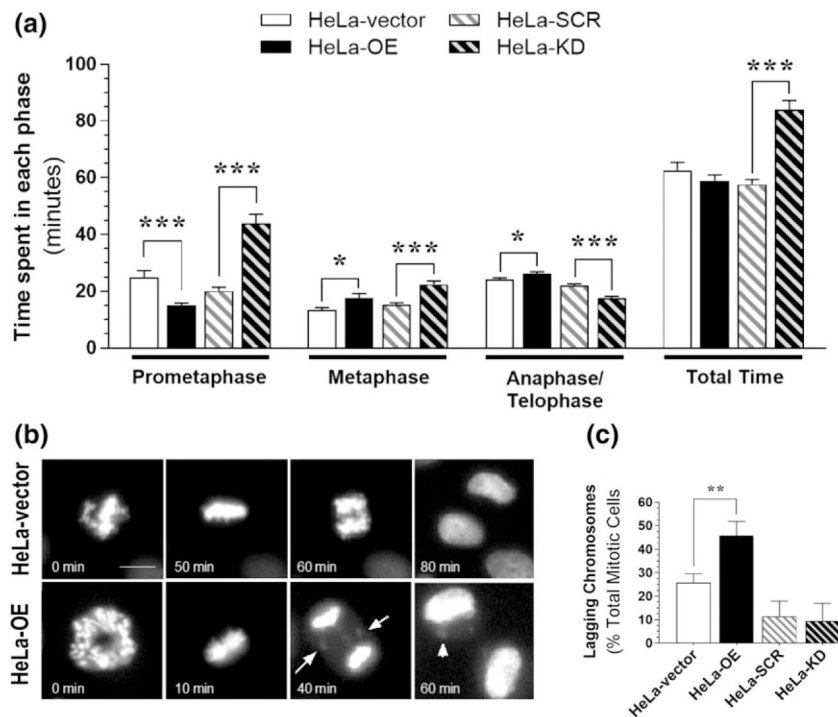 (a)
HeLa-vector HeLa-SCR
HeLa-OE HeLa-KD
Time spent in each phase
(minutes)
100
80
60
40
20
0
***
***
*
***
*
***
***
Prometaphase Metaphase Anaphase/ Total Time
Telophase
(b)
HeLa-vector
0 min 50 min 60 min 80 min
HeLa-OE
0 min 10 min 40 min 60 min
(c)
Lagging Chromosomes
(% Total Mitotic Cells
60
50
40
30
20
10
0
**
HeLa-vector
HeLa-OE
HeLa-SCR
HeLa-KD